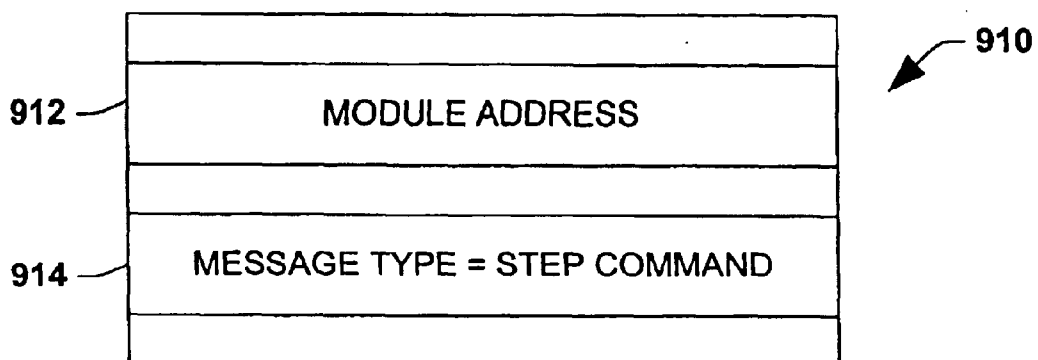 910
912
MODULE ADDRESS
914
MESSAGE TYPE = STEP COMMAND